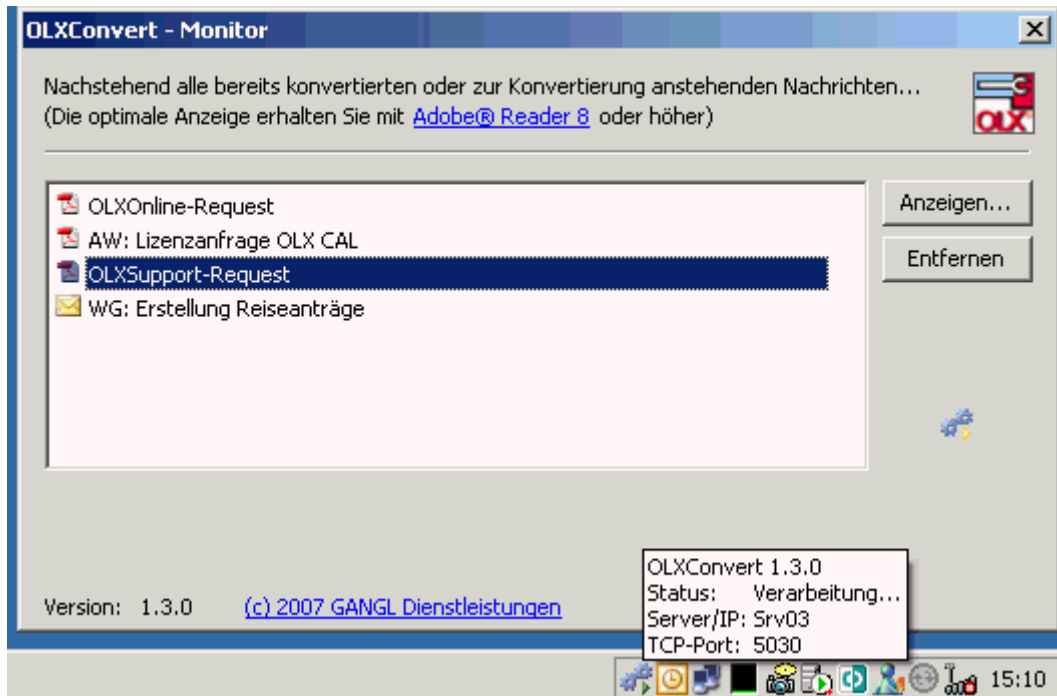 OLXConvert - Monitor
Nachstehend alle bereits konvertierten oder zur Konvertierung anstehenden Nachrichten...
(Die optimale Anzeige erhalten Sie mit Adobe® Reader 8 oder höher)
OLX
OLXOnline-Request
AW: Lizenzanfrage OLX CAL
OLXSupport-Request
WG: Erstellung Reiseanträge
Anzeigen...
Entfernen
Version: 1.3.0 (c) 2007 GANGL Dienstleistungen
OLXConvert 1.3.0
Status: Verarbeitung...
Server/IP: Srv03
TCP-Port: 5030
15:10